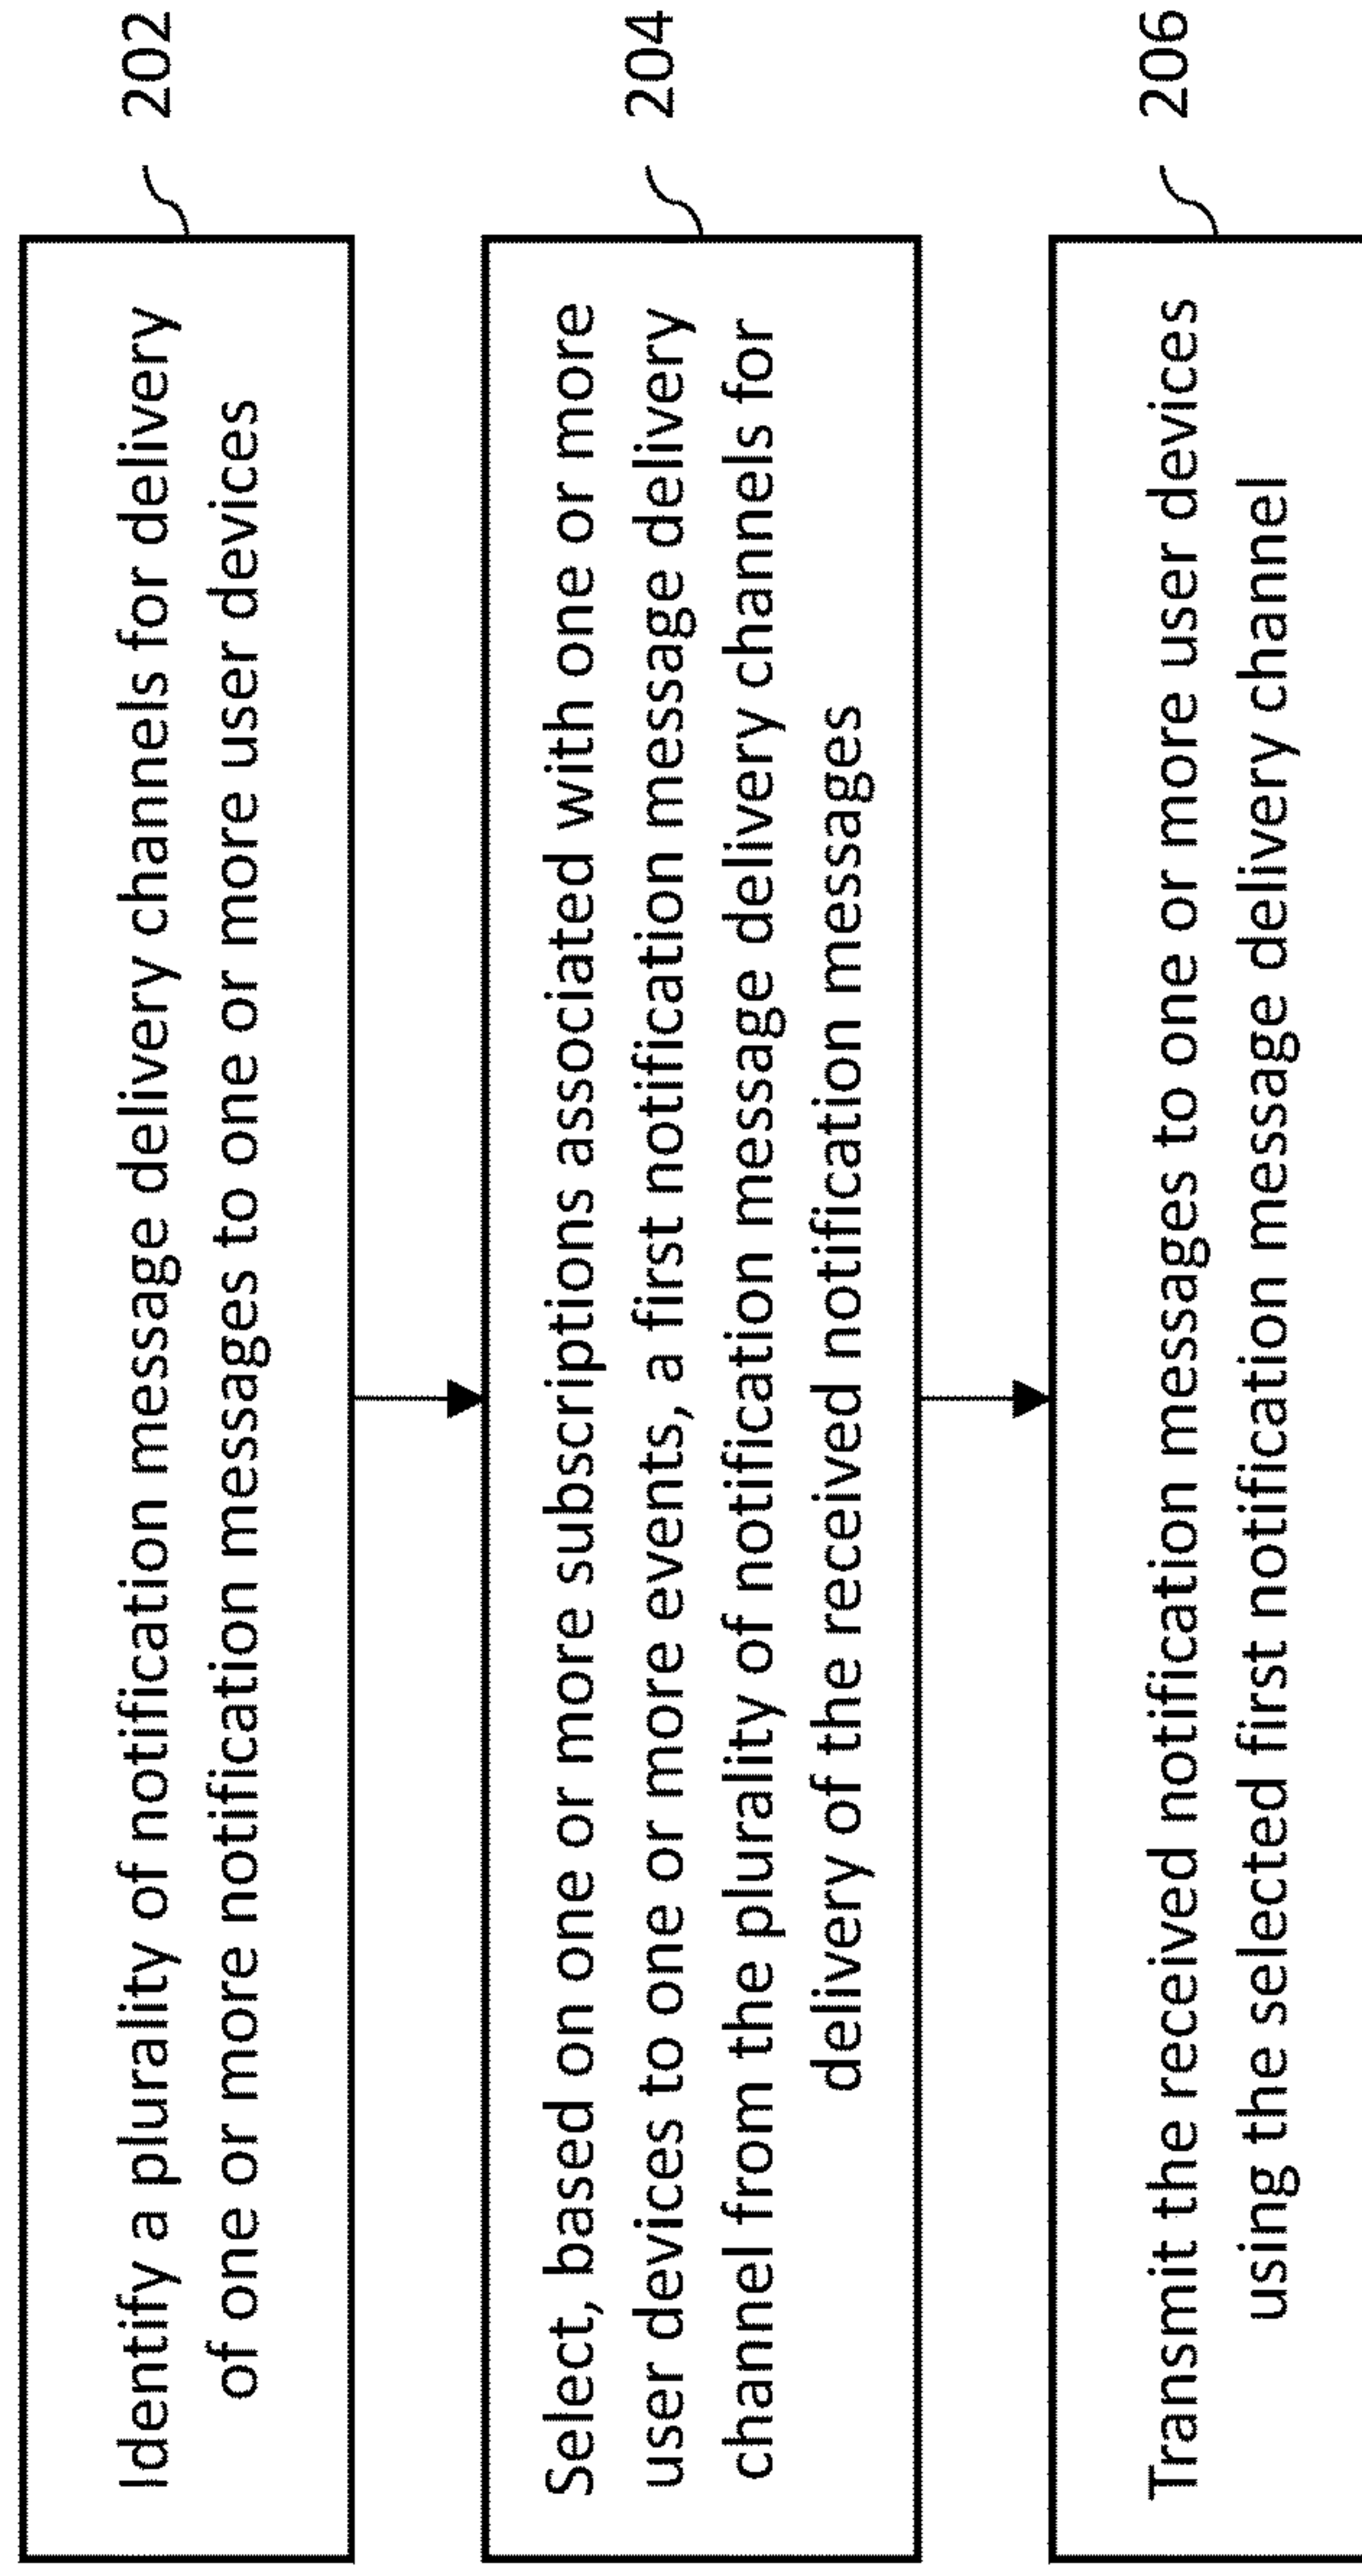 Identify a plurality of notification message delivery channels for delivery
of one or more notification messages to one or more user devices
202
Select, based on one or more subscriptions associated with one or more
user devices to one or more events, a first notification message delivery
channel from the plurality of notification message delivery channels for
delivery of the received notification messages
204
Transmit the received notification messages to one or more user devices
using the selected first notification message delivery channel
206